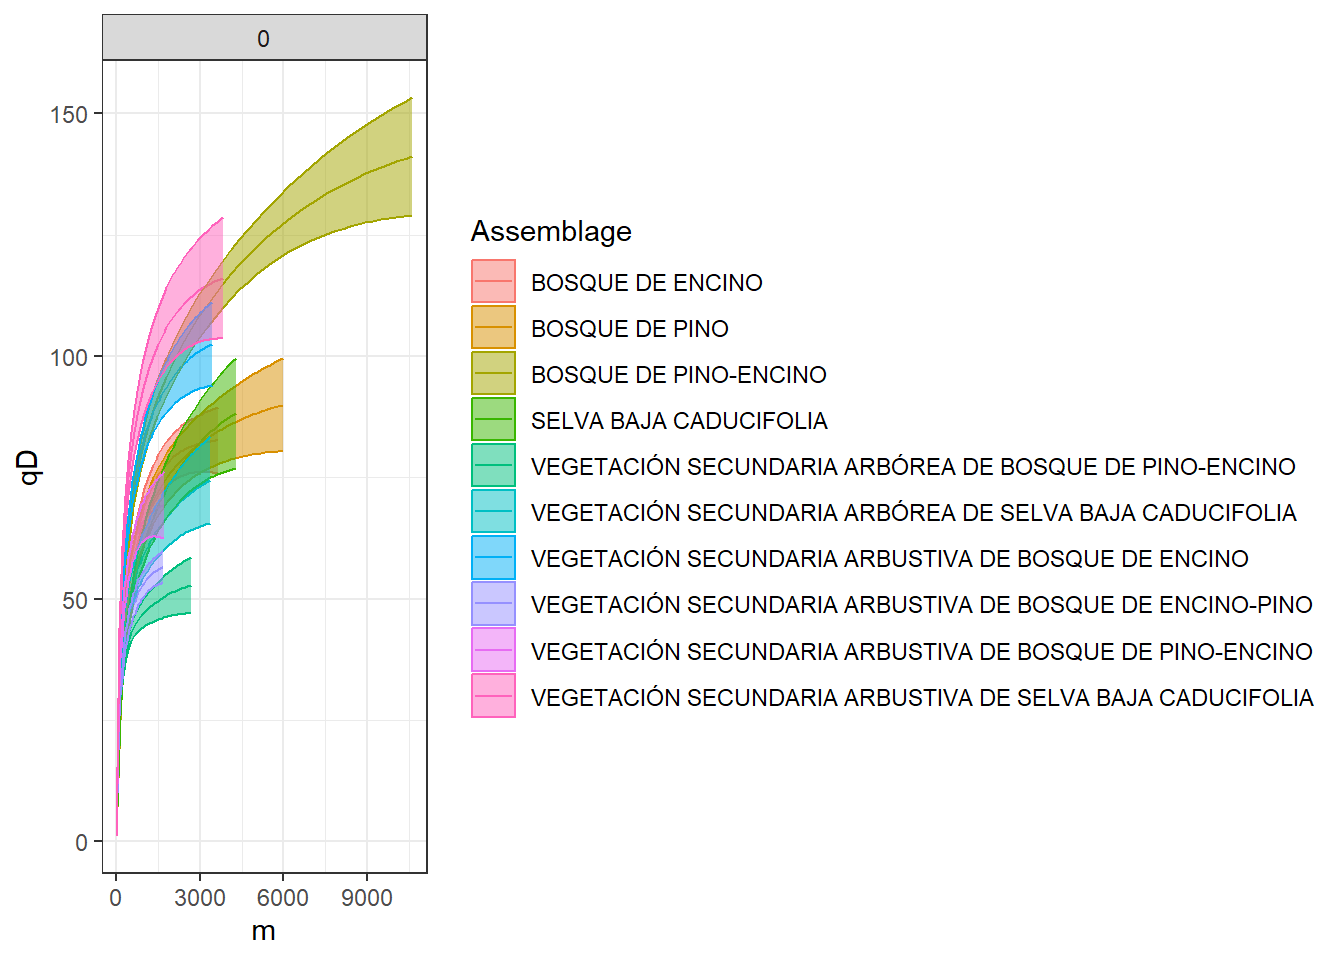 0
150
100
50
0
qD
0 3000 6000 9000
m
Assemblage
BOSQUE DE ENCINO
BOSQUE DE PINO
BOSQUE DE PINO-ENCINO
SELVA BAJA CADUCIFOLIA
VEGETACIÓN SECUNDARIA ARBÓREA DE BOSQUE DE PINO-ENCINO
VEGETACIÓN SECUNDARIA ARBÓREA DE SELVA BAJA CADUCIFOLIA
VEGETACIÓN SECUNDARIA ARBUSTIVA DE BOSQUE DE ENCINO
VEGETACIÓN SECUNDARIA ARBUSTIVA DE BOSQUE DE ENCINO-PINO
VEGETACIÓN SECUNDARIA ARBUSTIVA DE BOSQUE DE PINO-ENCINO
VEGETACIÓN SECUNDARIA ARBUSTIVA DE SELVA BAJA CADUCIFOLIA